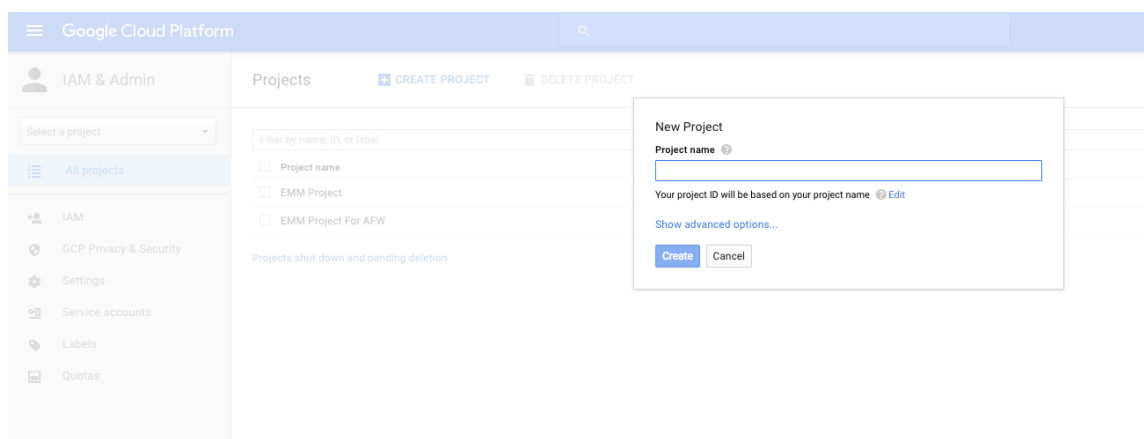 Google Cloud Platform
IAM & Admin
Projects
CREATE PROJECT
DELETE PROJECT
Select a project
All projects
IAM
GCP Privacy & Security
Settings
Service accounts
Labels
Quotas
Filter by name, ID, or label
Project name
EMM Project
EMM Project For AFW
Projects shut down and pending deletion
New Project
Project name ?
Your project ID will be based on your project name ? Edit
Show advanced options...
Create Cancel